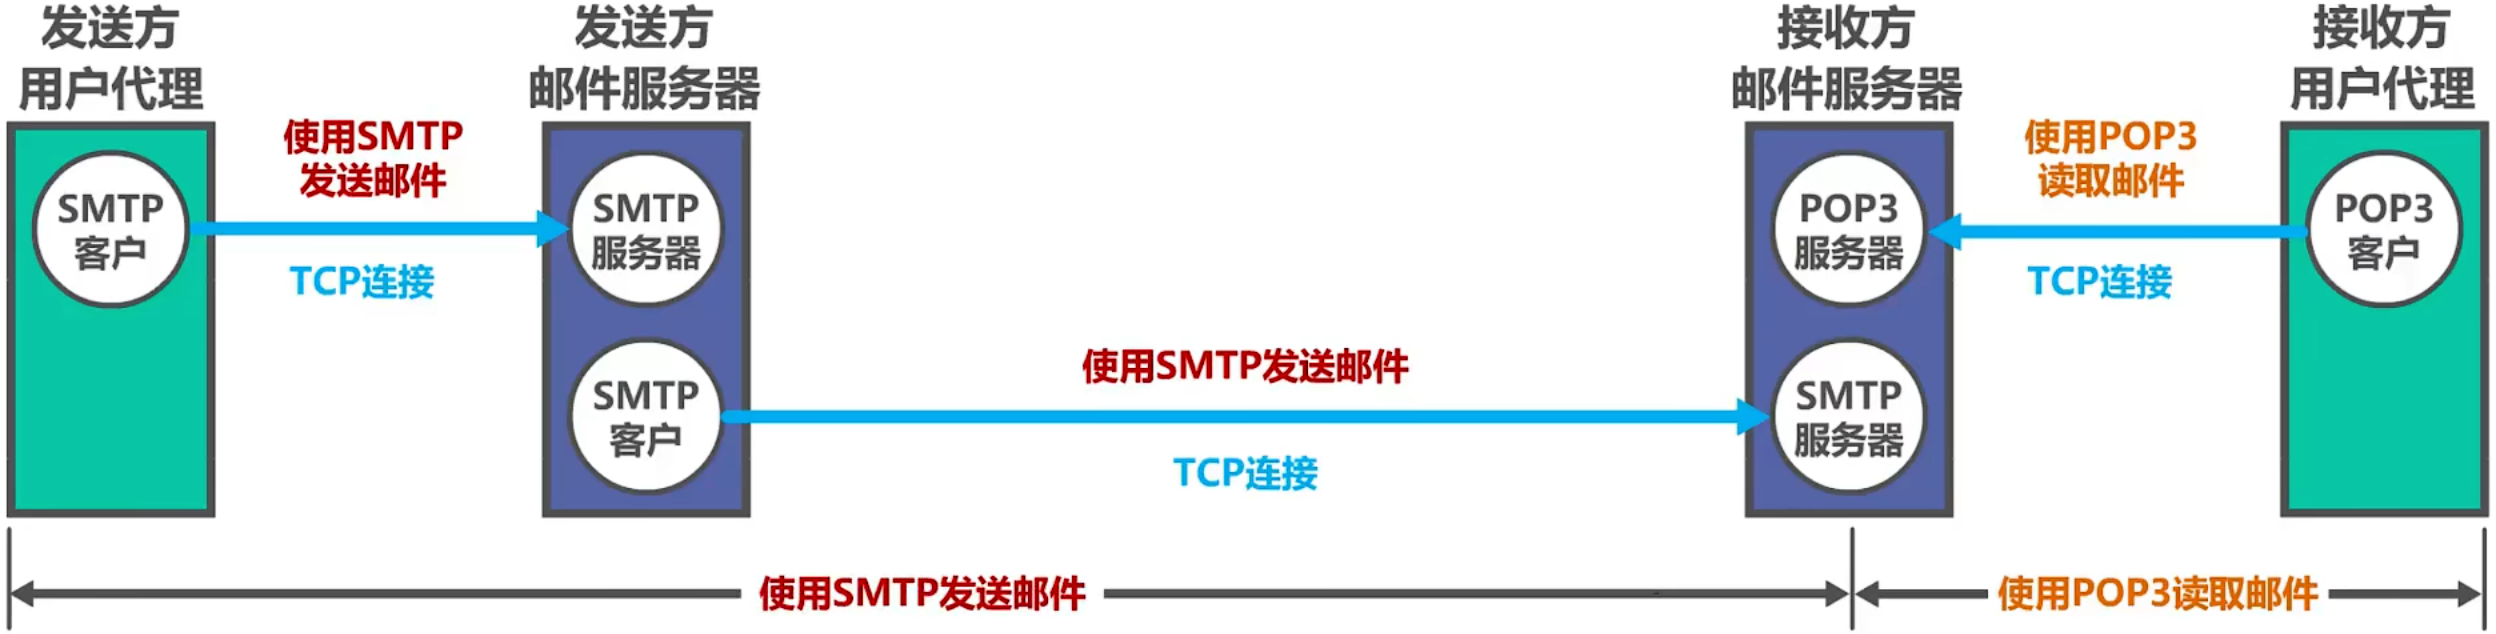 发送方
用户代理
发送方
邮件服务器
接收方
邮件服务器
接收方
用户代理
使用SMTP
发送邮件
使用POP3
读取邮件
SMTP
客户
SMTP
服务器
POP3
服务器
POP3
客户
TCP连接
TCP连接
使用SMTP发送邮件
SMTP
客户
SMTP
服务器
TCP连接
使用SMTP发送邮件
使用POP3读取邮件